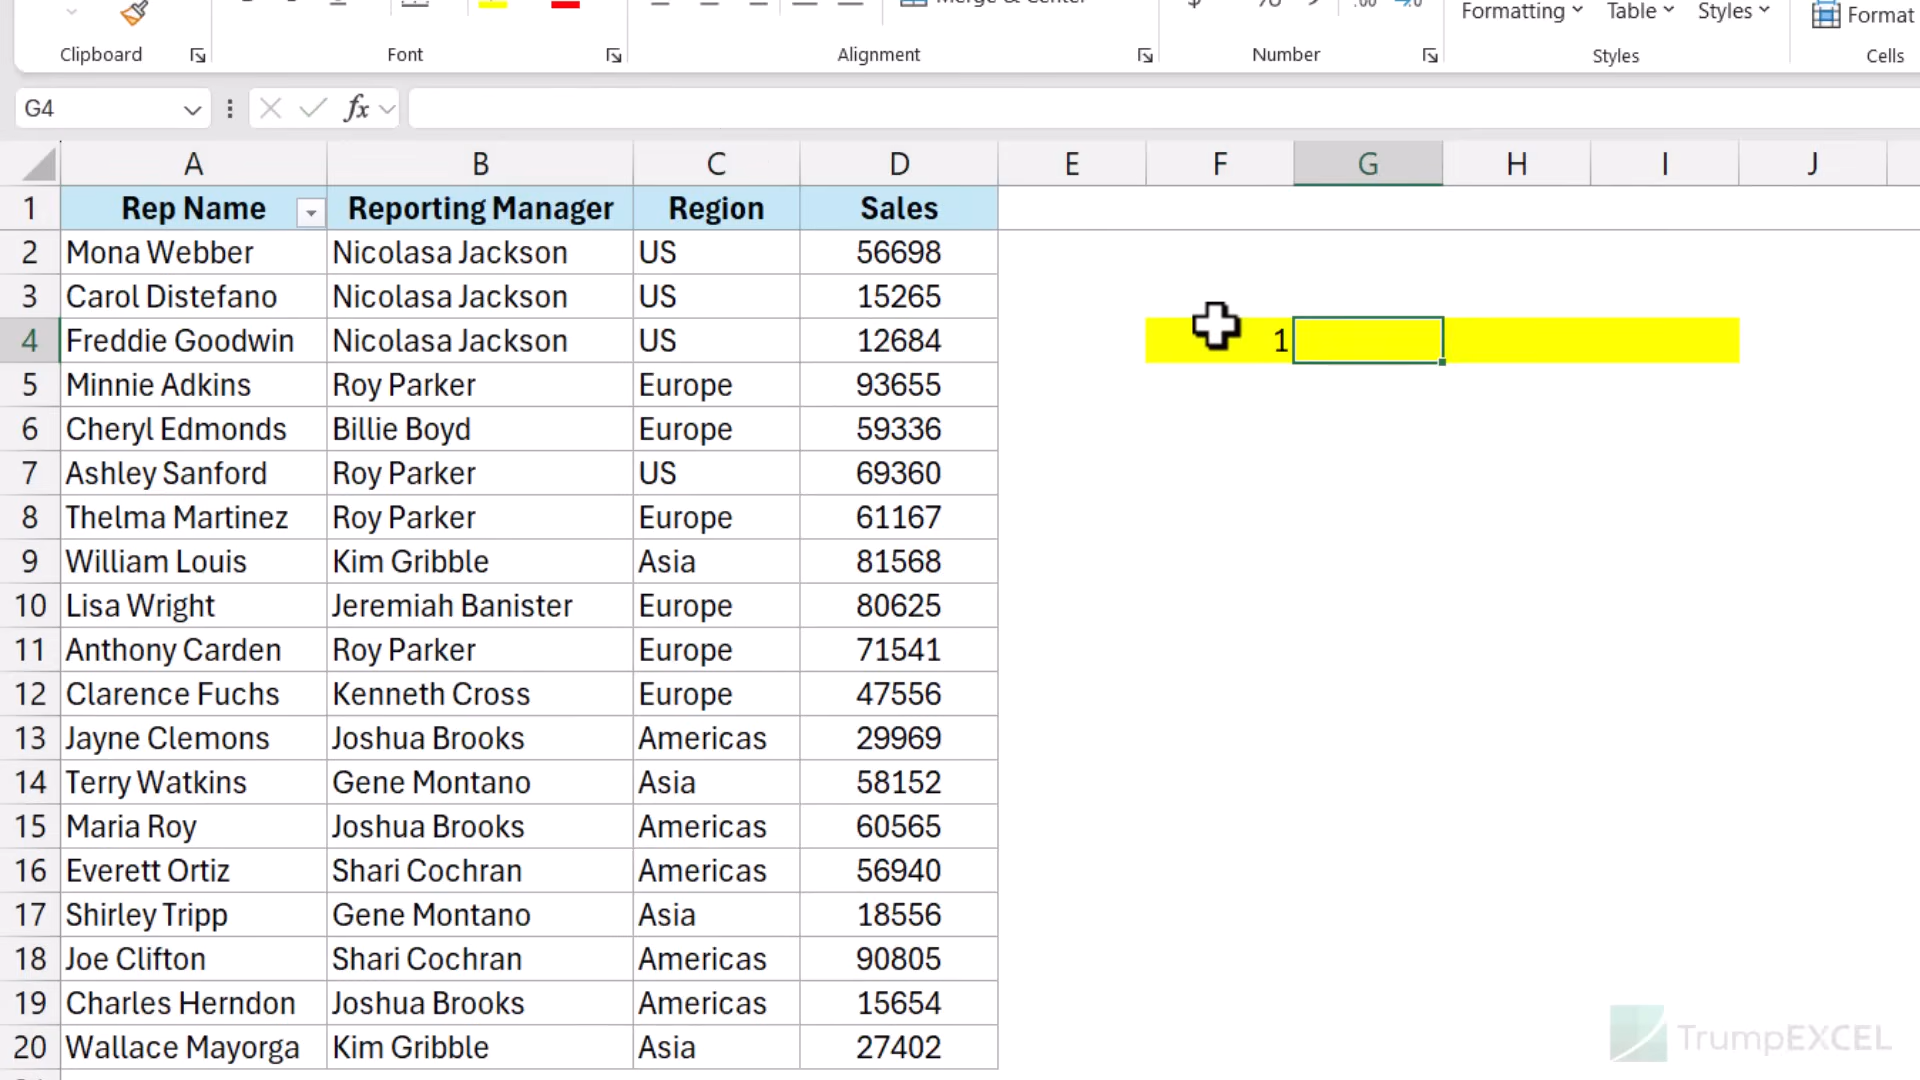 Merge & Center
$ % , .00 .0
Formatting Table Styles Format
Clipboard Font Alignment Number Styles Cells
G4 fx
A B C D E F G H I J
1 Rep Name Reporting Manager Region Sales
2 Mona Webber Nicolasa Jackson US 56698
3 Carol Distefano Nicolasa Jackson US 15265
4 Freddie Goodwin Nicolasa Jackson US 12684 1
5 Minnie Adkins Roy Parker Europe 93655
6 Cheryl Edmonds Billie Boyd Europe 59336
7 Ashley Sanford Roy Parker US 69360
8 Thelma Martinez Roy Parker Europe 61167
9 William Louis Kim Gribble Asia 81568
10 Lisa Wright Jeremiah Banister Europe 80625
11 Anthony Carden Roy Parker Europe 71541
12 Clarence Fuchs Kenneth Cross Europe 47556
13 Jayne Clemons Joshua Brooks Americas 29969
14 Terry Watkins Gene Montano Asia 58152
15 Maria Roy Joshua Brooks Americas 60565
16 Everett Ortiz Shari Cochran Americas 56940
17 Shirley Tripp Gene Montano Asia 18556
18 Joe Clifton Shari Cochran Americas 90805
19 Charles Herndon Joshua Brooks Americas 15654
20 Wallace Mayorga Kim Gribble Asia 27402
TrumpEXCEL